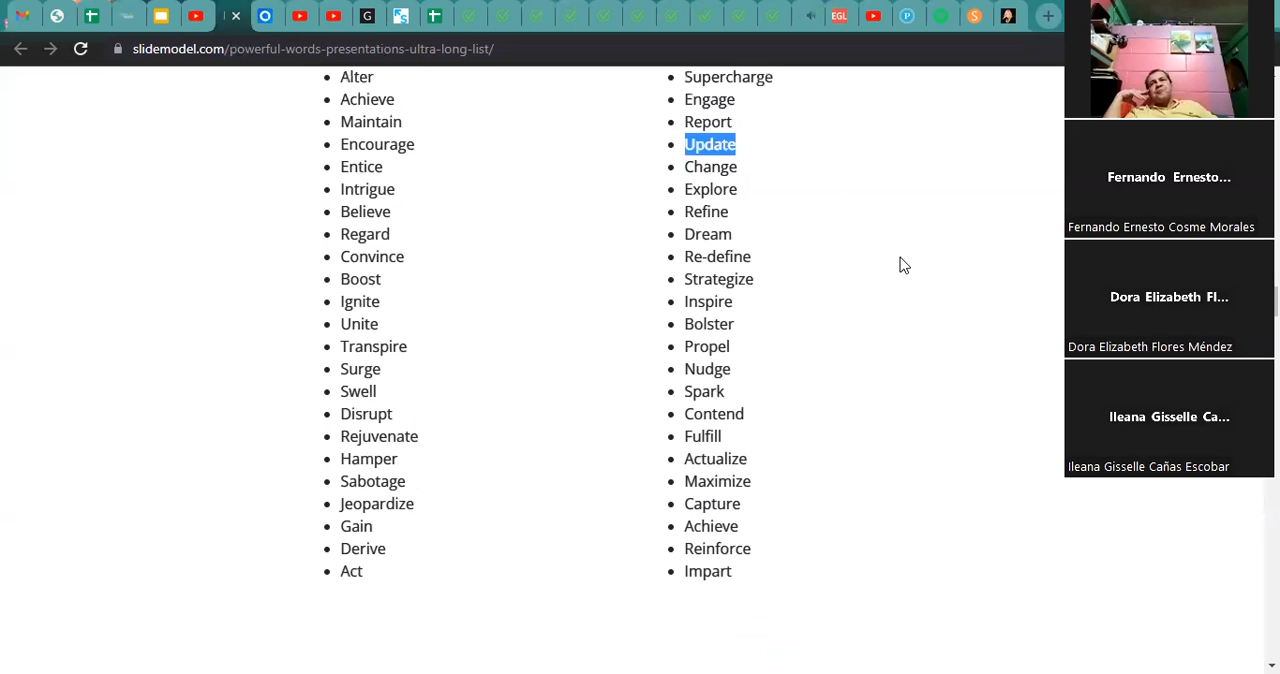 EGL
slidemodel.com/powerful-words-presentations-ultra-long-list/
Alter
Achieve
Maintain
Encourage
Entice
Intrigue
Believe
Regard
Convince
Boost
Ignite
Unite
Transpire
Surge
Swell
Disrupt
Rejuvenate
Hamper
Sabotage
Jeopardize
Gain
Derive
Act
Supercharge
Engage
Report
Update
Change
Explore
Refine
Dream
Re-define
Strategize
Inspire
Bolster
Propel
Nudge
Spark
Contend
Fulfill
Actualize
Maximize
Capture
Achieve
Reinforce
Impart
Fernando Ernesto...
Fernando Ernesto Cosme Morales
Dora Elizabeth Fl...
Dora Elizabeth Flores Méndez
Ileana Gisselle Ca...
Ileana Gisselle Cañas Escobar